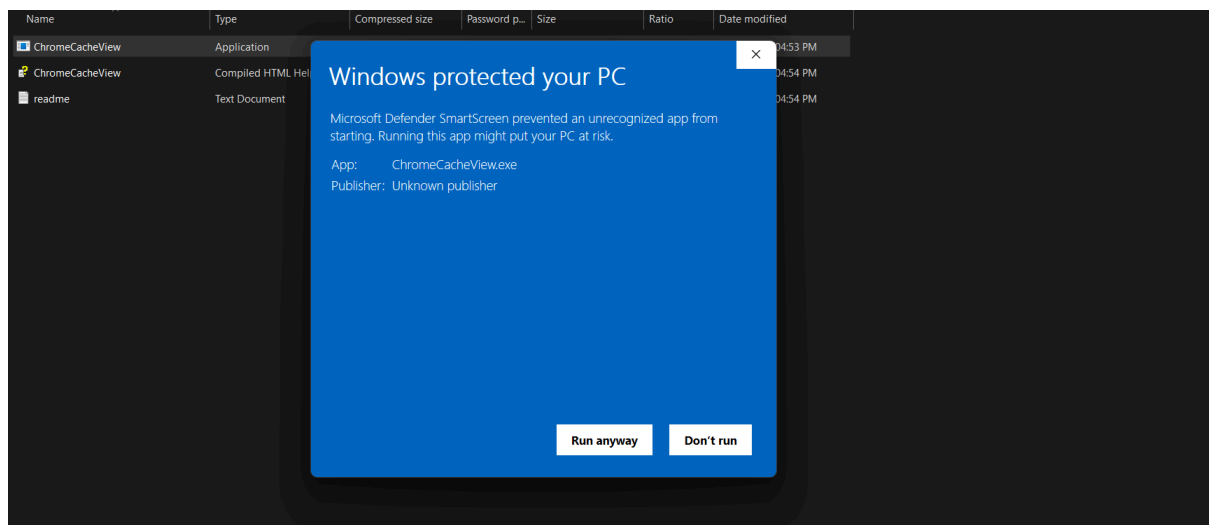 Name Type Compressed size Password p... Size Ratio Date modified
ChromeCacheView Application 04:53 PM
ChromeCacheView Compiled HTML Hel 04:54 PM
readme Text Document 04:54 PM
Windows protected your PC
Microsoft Defender SmartScreen prevented an unrecognized app from
starting. Running this app might put your PC at risk.
App: ChromeCacheView.exe
Publisher: Unknown publisher
Run anyway Don't run